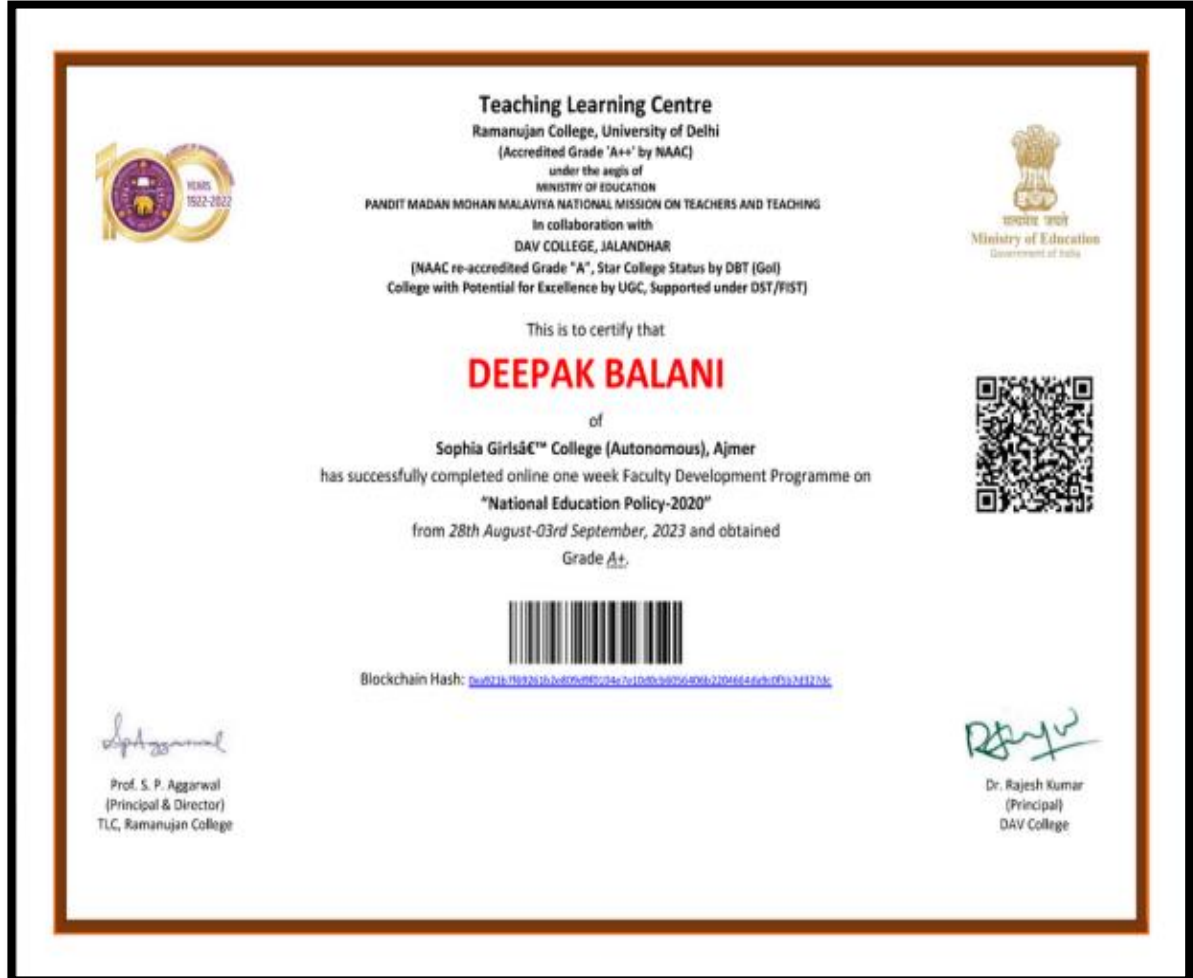 Teaching Learning Centre
Ramanujan College, University of Delhi
(Accredited Grade 'A++' by NAAC)
under the aegis of
MINISTRY OF EDUCATION
PANDIT MADAN MOHAN MALAVIYA NATIONAL MISSION ON TEACHERS AND TEACHING
In collaboration with
DAV COLLEGE, JALANDHAR
(NAAC re-accredited Grade "A", Star College Status by DBT (GoI)
College with Potential for Excellence by UGC, Supported under DST/FIST)
YEARS
1922-2022
सत्यमेव जयते
Ministry of Education
Government of India
This is to certify that
DEEPAK BALANI
of
Sophia Girlsâ€™ College (Autonomous), Ajmer
has successfully completed online one week Faculty Development Programme on
“National Education Policy-2020”
from 28th August-03rd September, 2023 and obtained
Grade A+.
Blockchain Hash:
Prof. S. P. Aggarwal
(Principal & Director)
TLC, Ramanujan College
Dr. Rajesh Kumar
(Principal)
DAV College